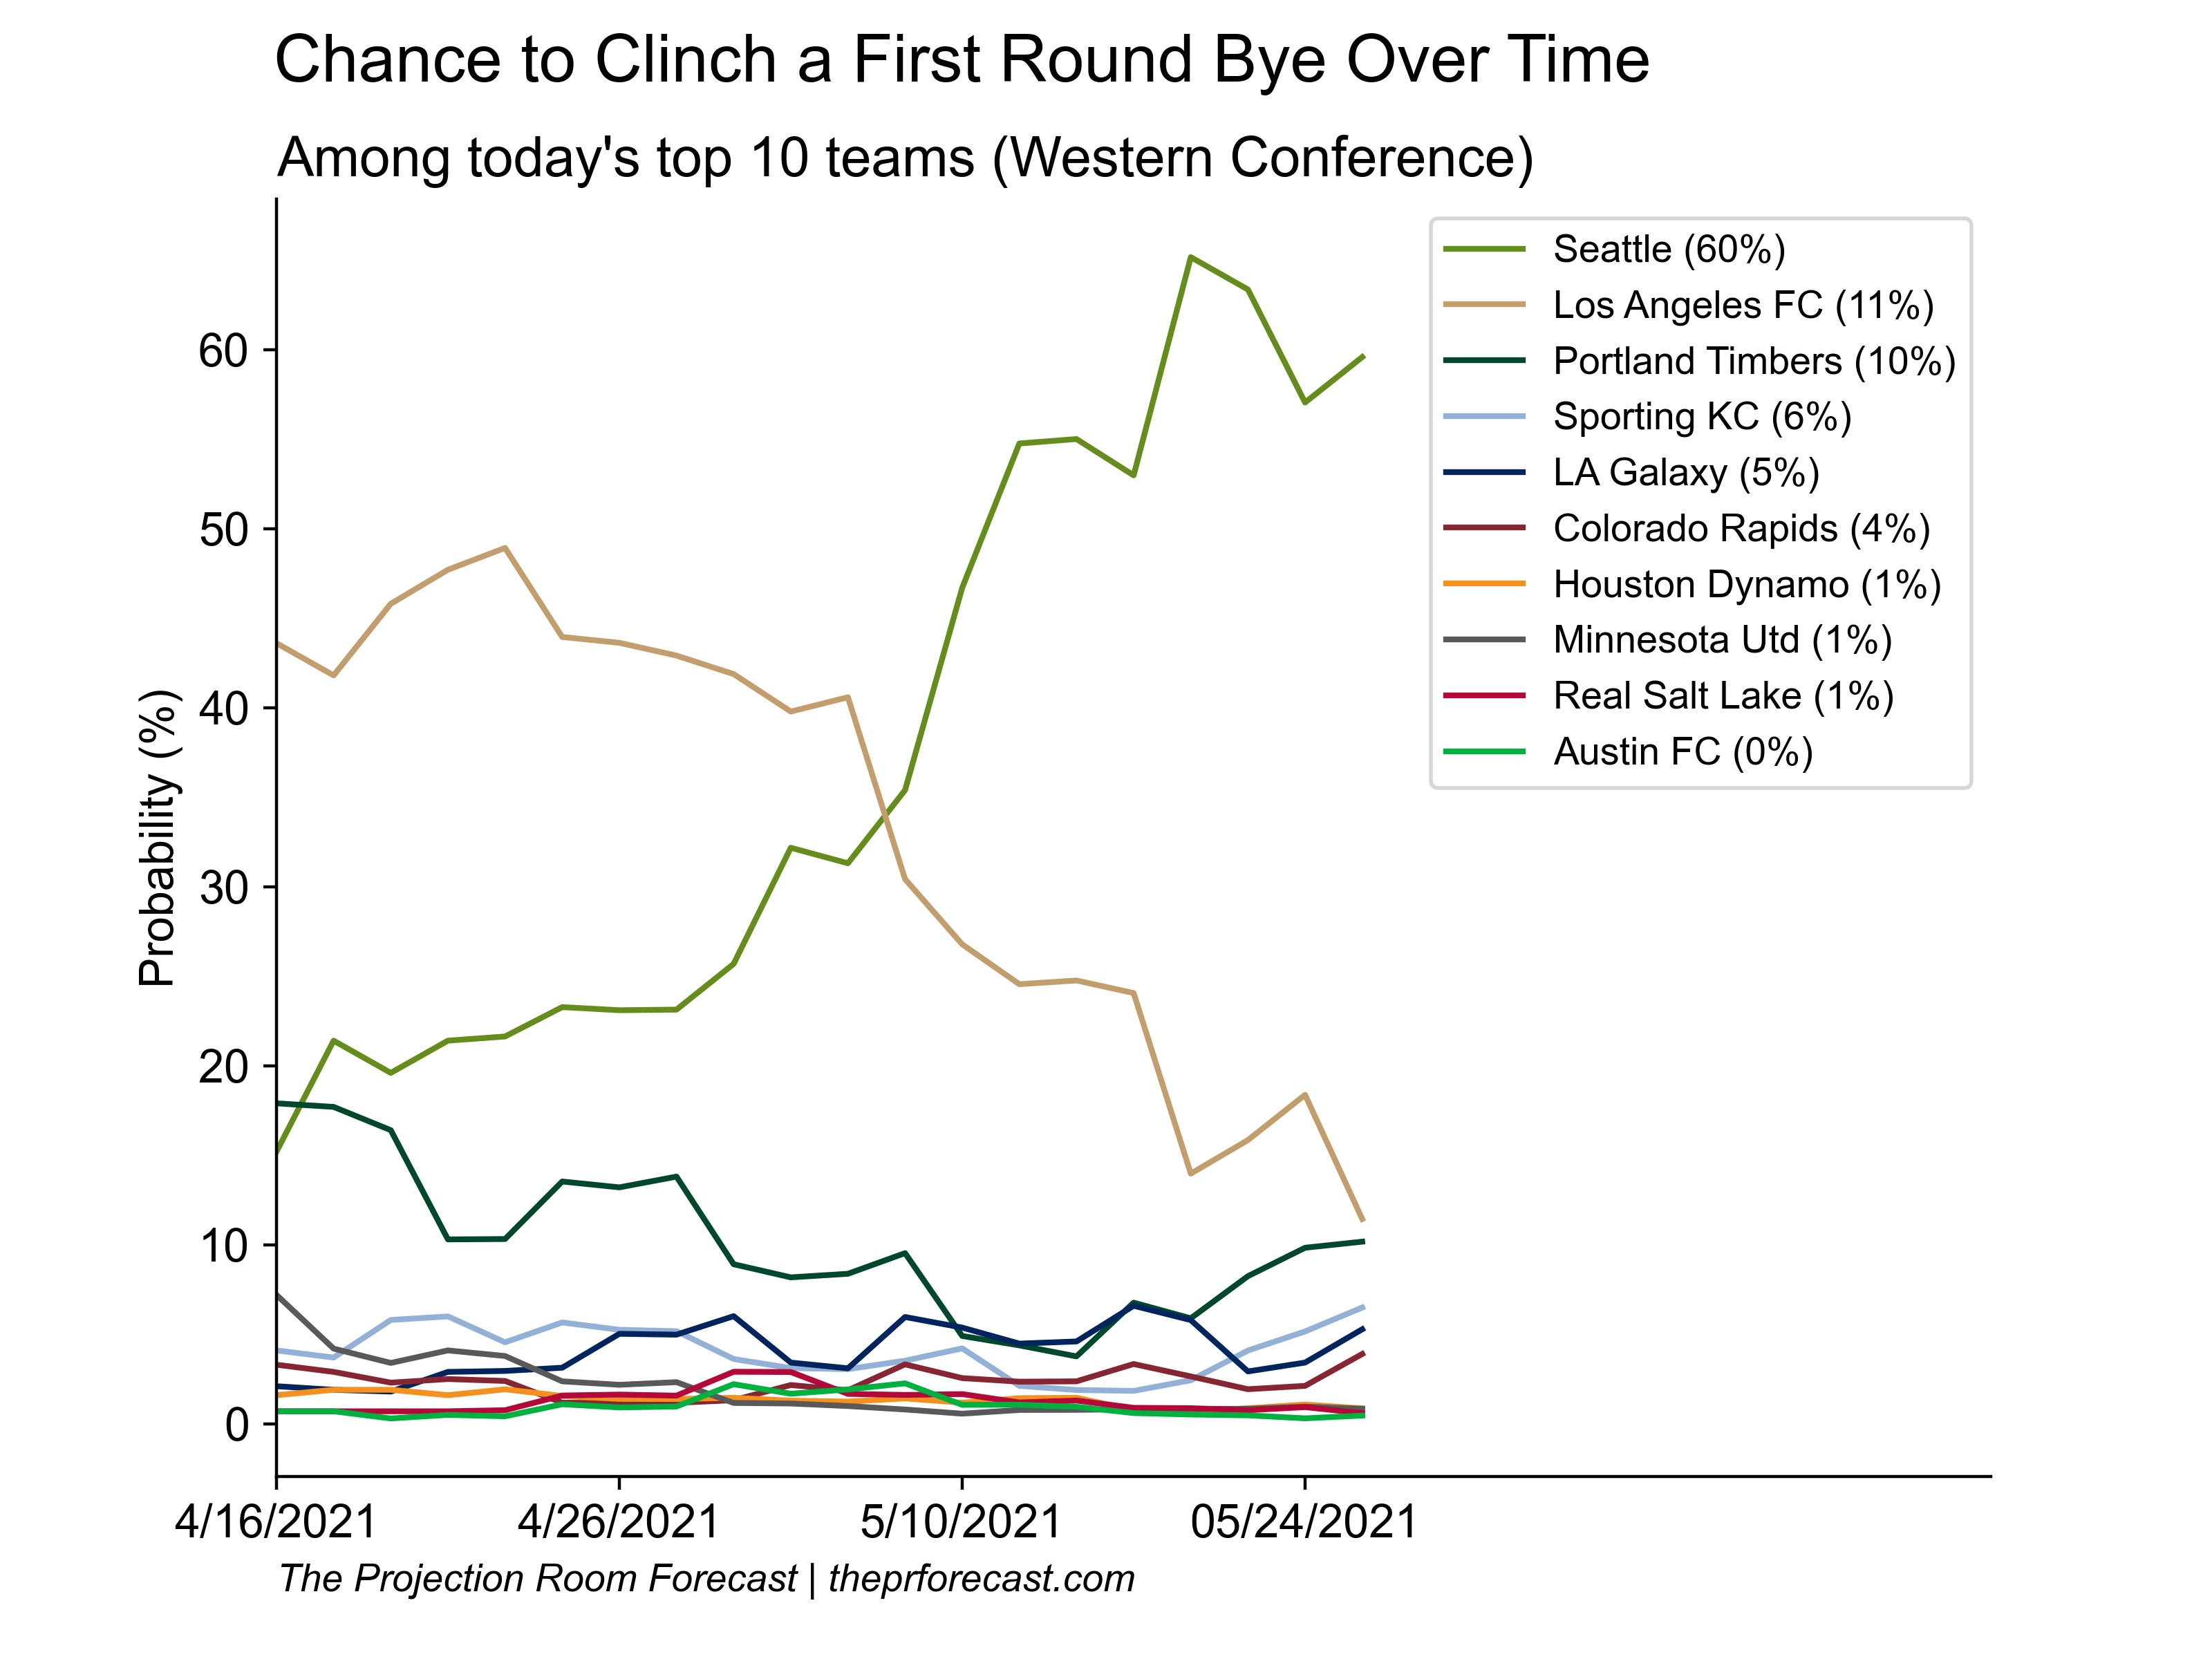 Chance to Clinch a First Round Bye Over Time
Among today's top 10 teams (Western Conference)
Seattle (60%)
Los Angeles FC (11%)
Portland Timbers (10%)
Sporting KC (6%)
LA Galaxy (5%)
Colorado Rapids (4%)
Houston Dynamo (1%)
Minnesota Utd (1%)
Real Salt Lake (1%)
Austin FC (0%)
Probability (%)
60
50
40
30
20
10
0
4/16/2021 4/26/2021 5/10/2021 05/24/2021
The Projection Room Forecast | theprforecast.com